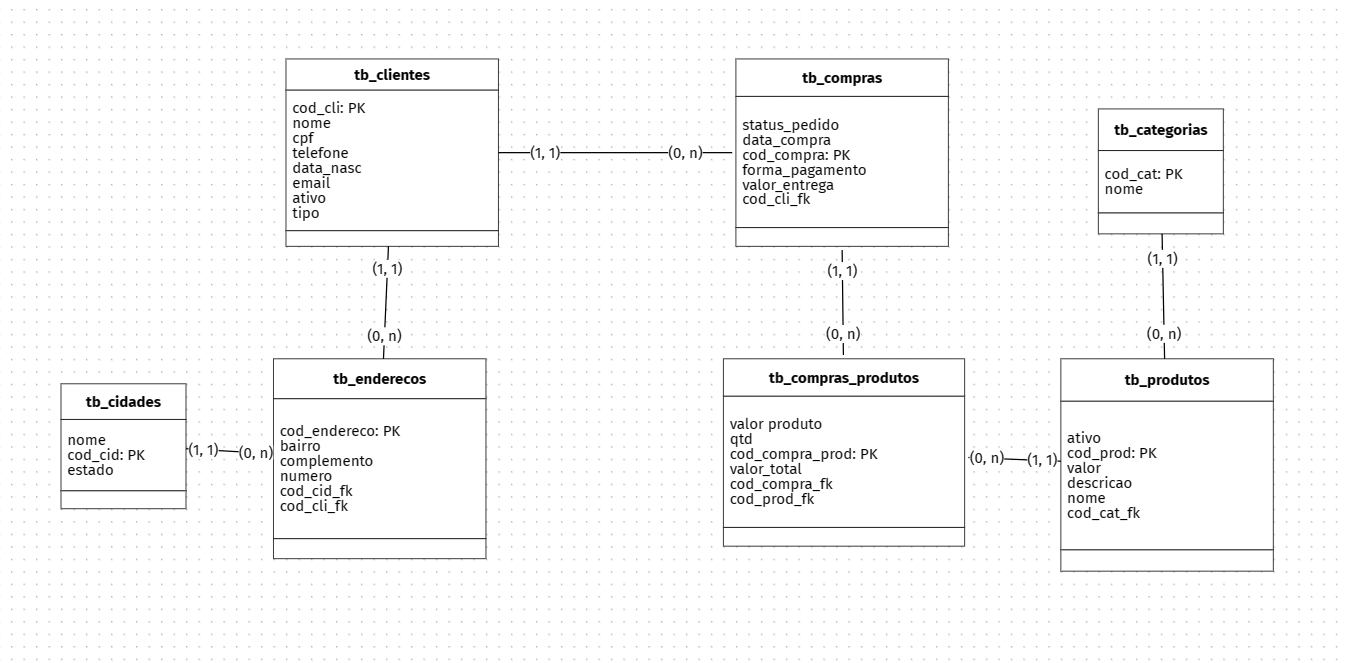 tb_clientes
cod_cli: PK
nome
cpf
telefone
data_nasc
email
ativo
tipo
(1, 1)
(0, n)
tb_compras
status_pedido
data_compra
cod_compra: PK
forma_pagamento
valor_entrega
cod_cli_fk
tb_categorias
cod_cat: PK
nome
(1, 1)
(0, n)
(1, 1)
(0, n)
(1, 1)
(0, n)
tb_cidades
nome
cod_cid: PK
estado
(1, 1)
(0, n)
tb_enderecos
cod_endereco: PK
bairro
complemento
numero
cod_cid_fk
cod_cli_fk
tb_compras_produtos
valor produto
qtd
cod_compra_prod: PK
valor_total
cod_compra_fk
cod_prod_fk
(0, n)
(1, 1)
tb_produtos
ativo
cod_prod: PK
valor
descricao
nome
cod_cat_fk